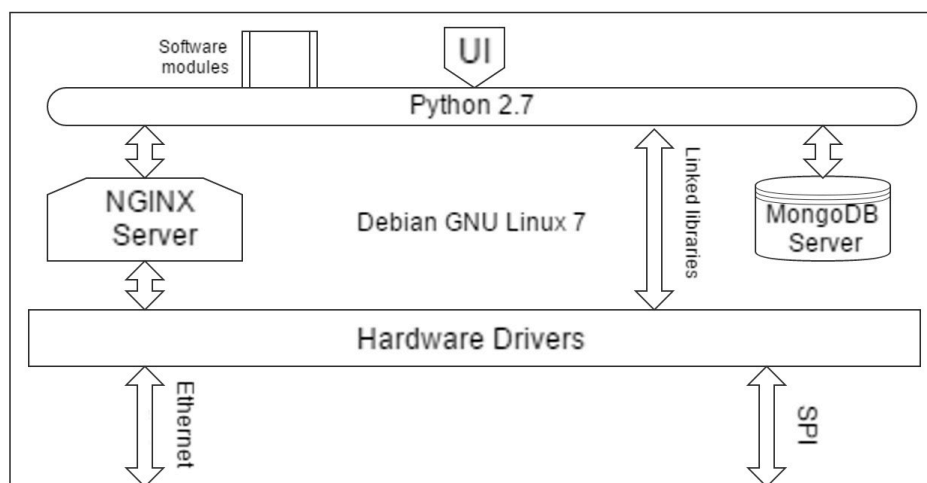 Software
modules
UI
Python 2.7
NGINX
Server
Debian GNU Linux 7
Linked libraries
MongoDB
Server
Hardware Drivers
Ethernet
SPI